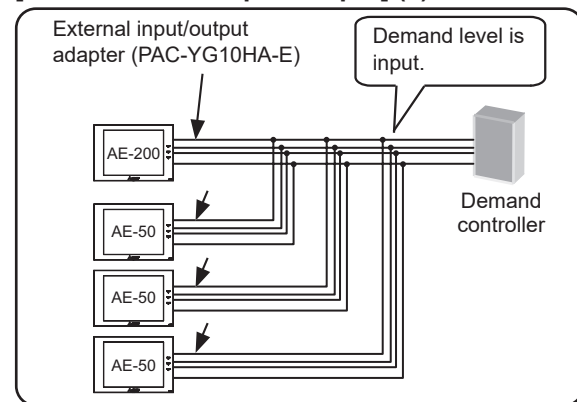 External input/output
adapter (PAC-YG10HA-E)
Demand level is
input.
AE-200
Demand
controller
AE-50
AE-50
AE-50